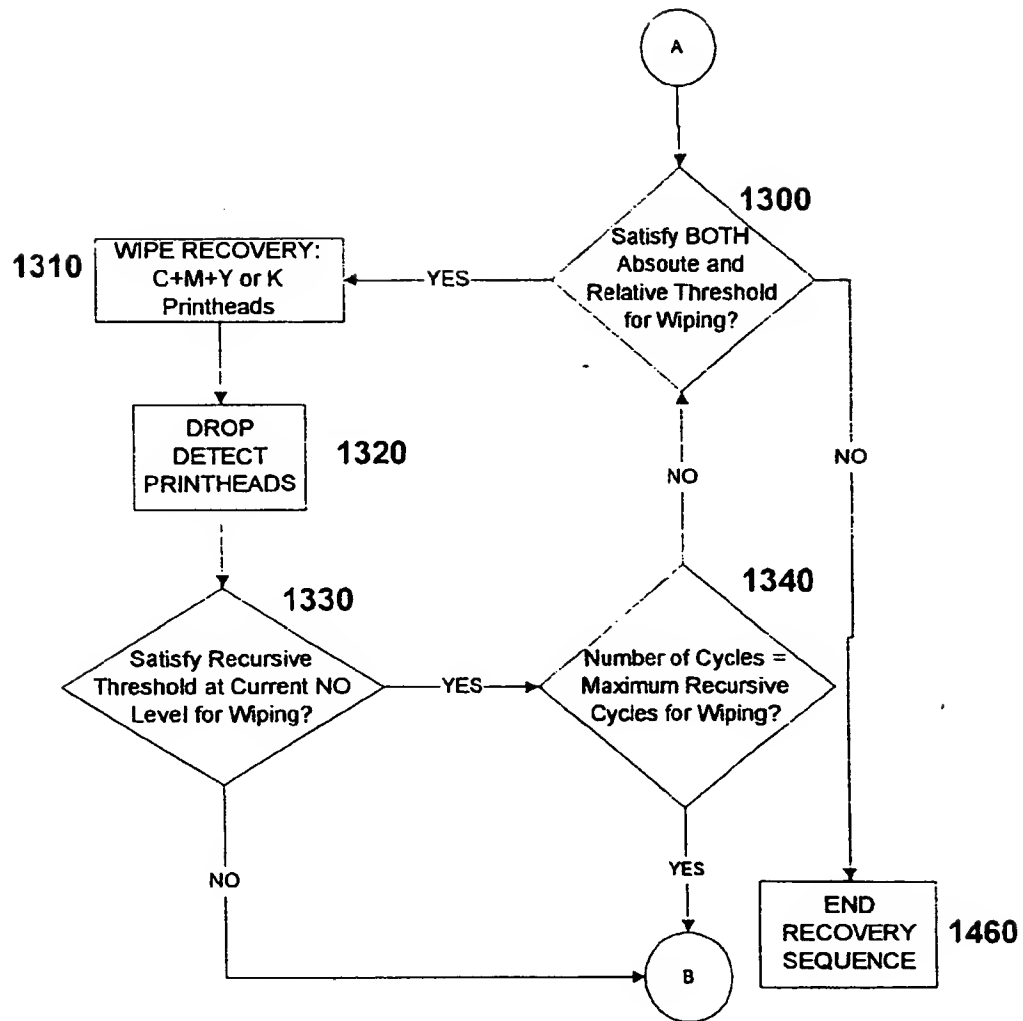 A
1300
Satisfy BOTH
Absoute and
Relative Threshold
for Wiping?
YES
1310
WIPE RECOVERY:
C+M+Y or K
Printheads
DROP
DETECT
PRINTHEADS
1320
NO
NO
1330
Satisfy Recursive
Threshold at Current NO
Level for Wiping?
YES
1340
Number of Cycles =
Maximum Recursive
Cycles for Wiping?
NO
YES
END
RECOVERY
SEQUENCE
1460
B